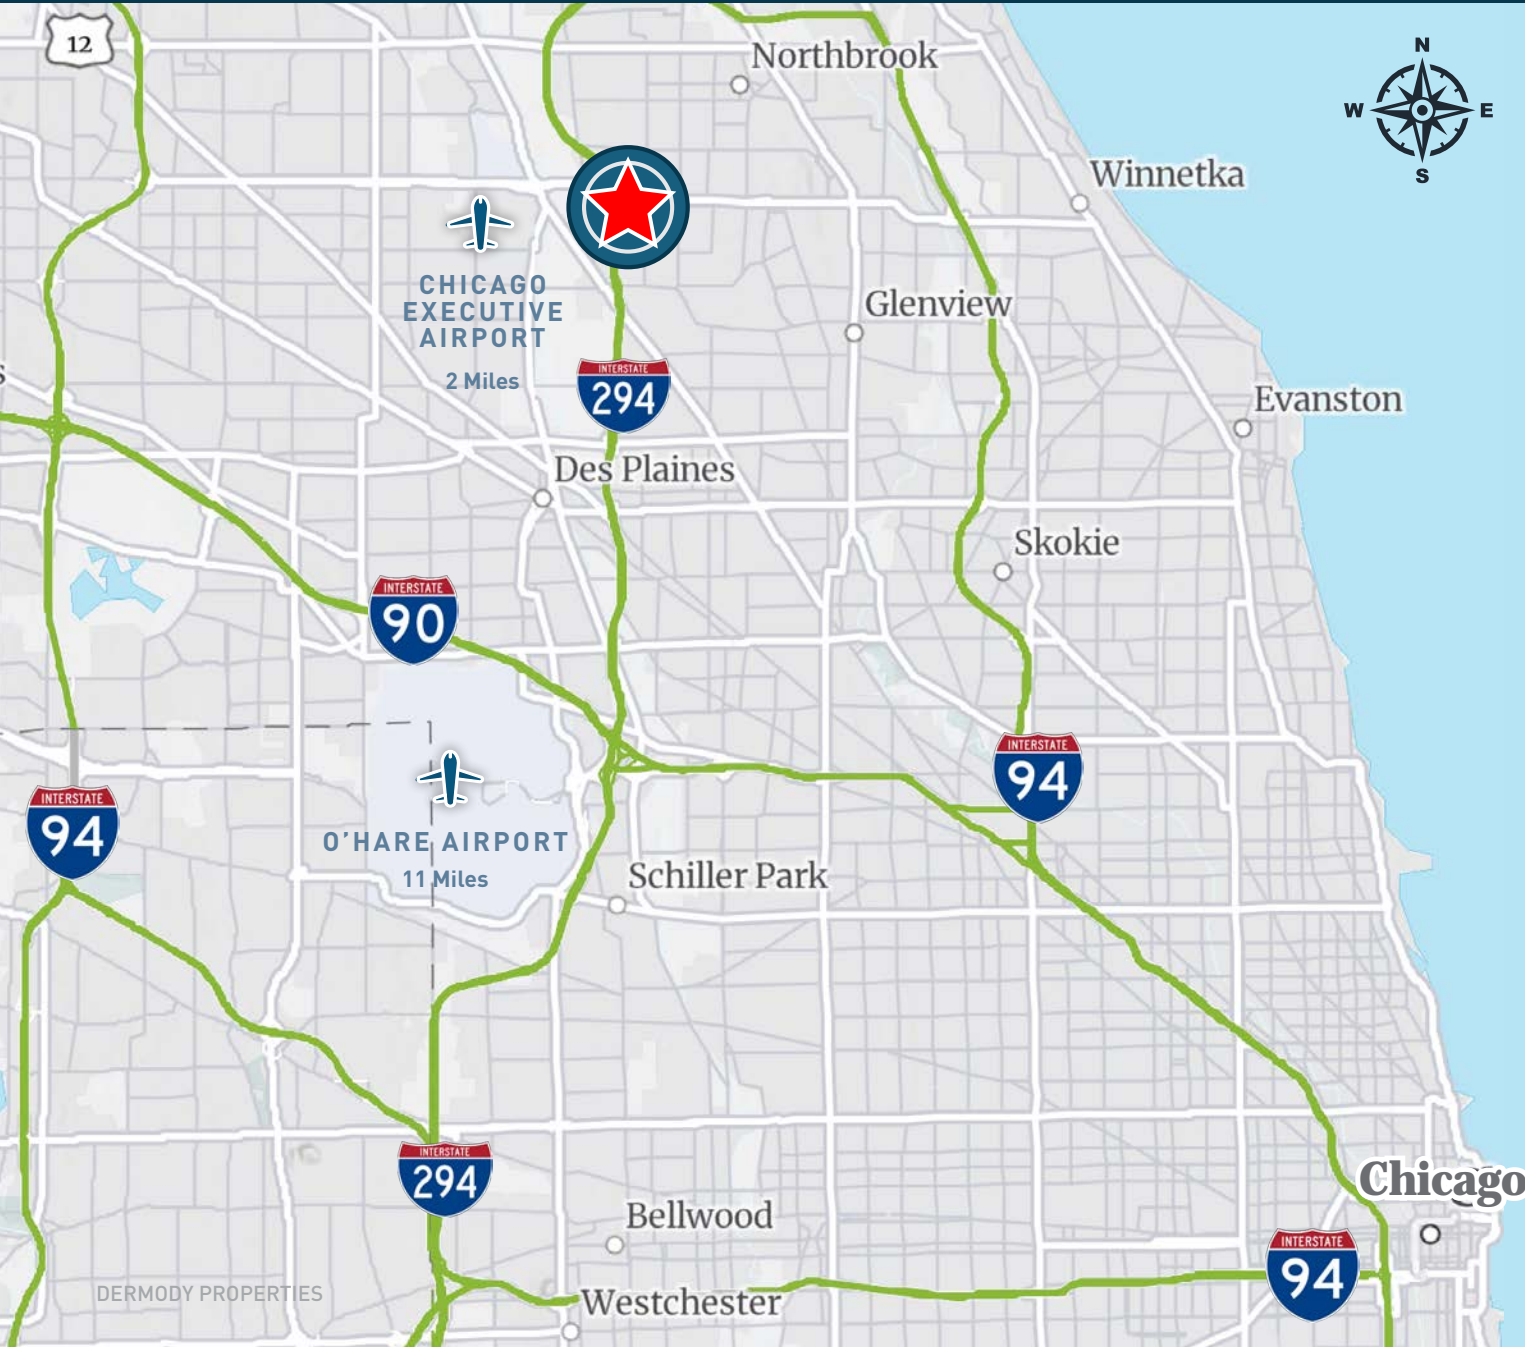 12
Northbrook
N
W
E
S
Winnetka
CHICAGO
EXECUTIVE
AIRPORT
2 Miles
Glenview
INTERSTATE
294
Evanston
Des Plaines
Skokie
INTERSTATE
90
INTERSTATE
94
INTERSTATE
94
O'HARE AIRPORT
11 Miles
Schiller Park
INTERSTATE
294
Chicago
Bellwood
INTERSTATE
94
DERMODY PROPERTIES
Westchester